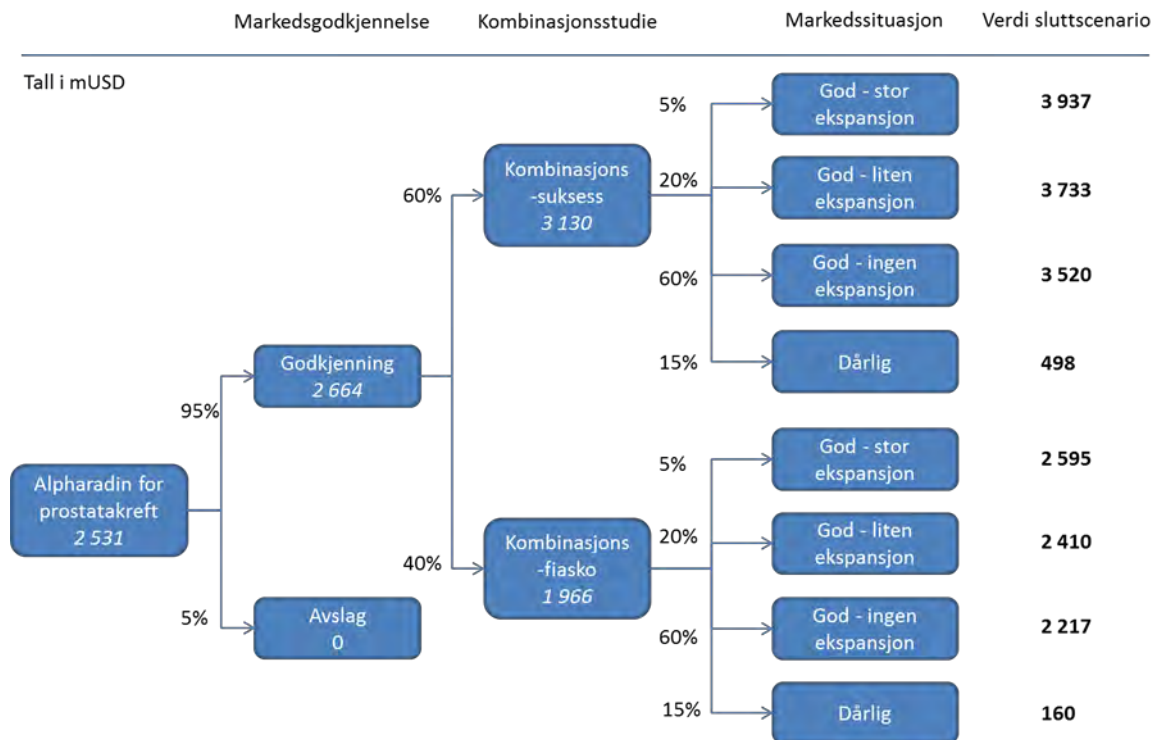 Markedsgodkjennelse Kombinasjonsstudie Markedssituasjon Verdi sluttscenario
Tall i mUSD
5%
God - stor
ekspansjon
3 937
60%
Kombinasjons
-suksess
3 130
20%
God - liten
ekspansjon
3 733
60%
God - ingen
ekspansjon
3 520
15%
Dårlig
498
95%
Godkjenning
2 664
Alpharadin for
prostatakreft
2 531
5%
God - stor
ekspansjon
2 595
40%
Kombinasjons
-fiasko
1 966
20%
God - liten
ekspansjon
2 410
5%
Avslag
0
60%
God - ingen
ekspansjon
2 217
15%
Dårlig
160